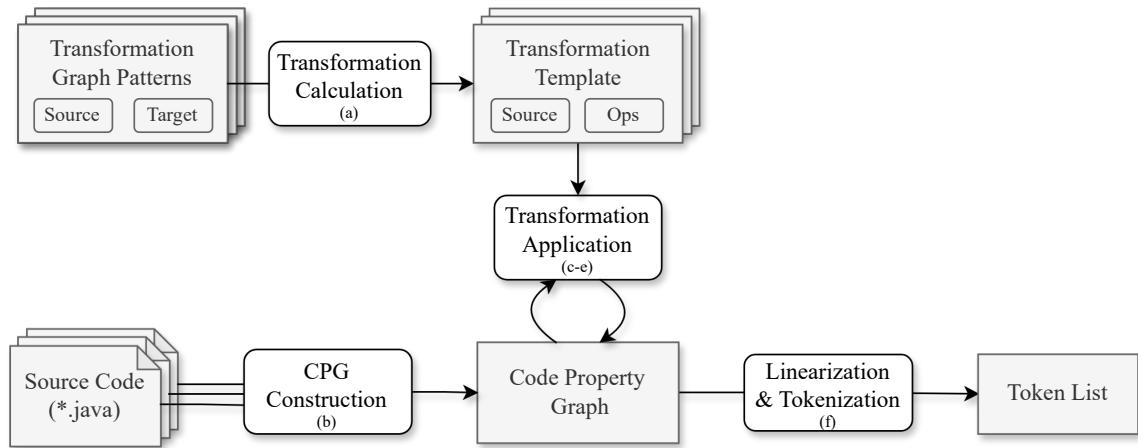 Transformation
Graph Patterns
Source
Target
Transformation
Calculation
(a)
Transformation
Template
Source
Ops
Transformation
Application
(c-e)
Source Code
(*.java)
CPG
Construction
(b)
Code Property
Graph
Linearization
& Tokenization
(f)
Token List